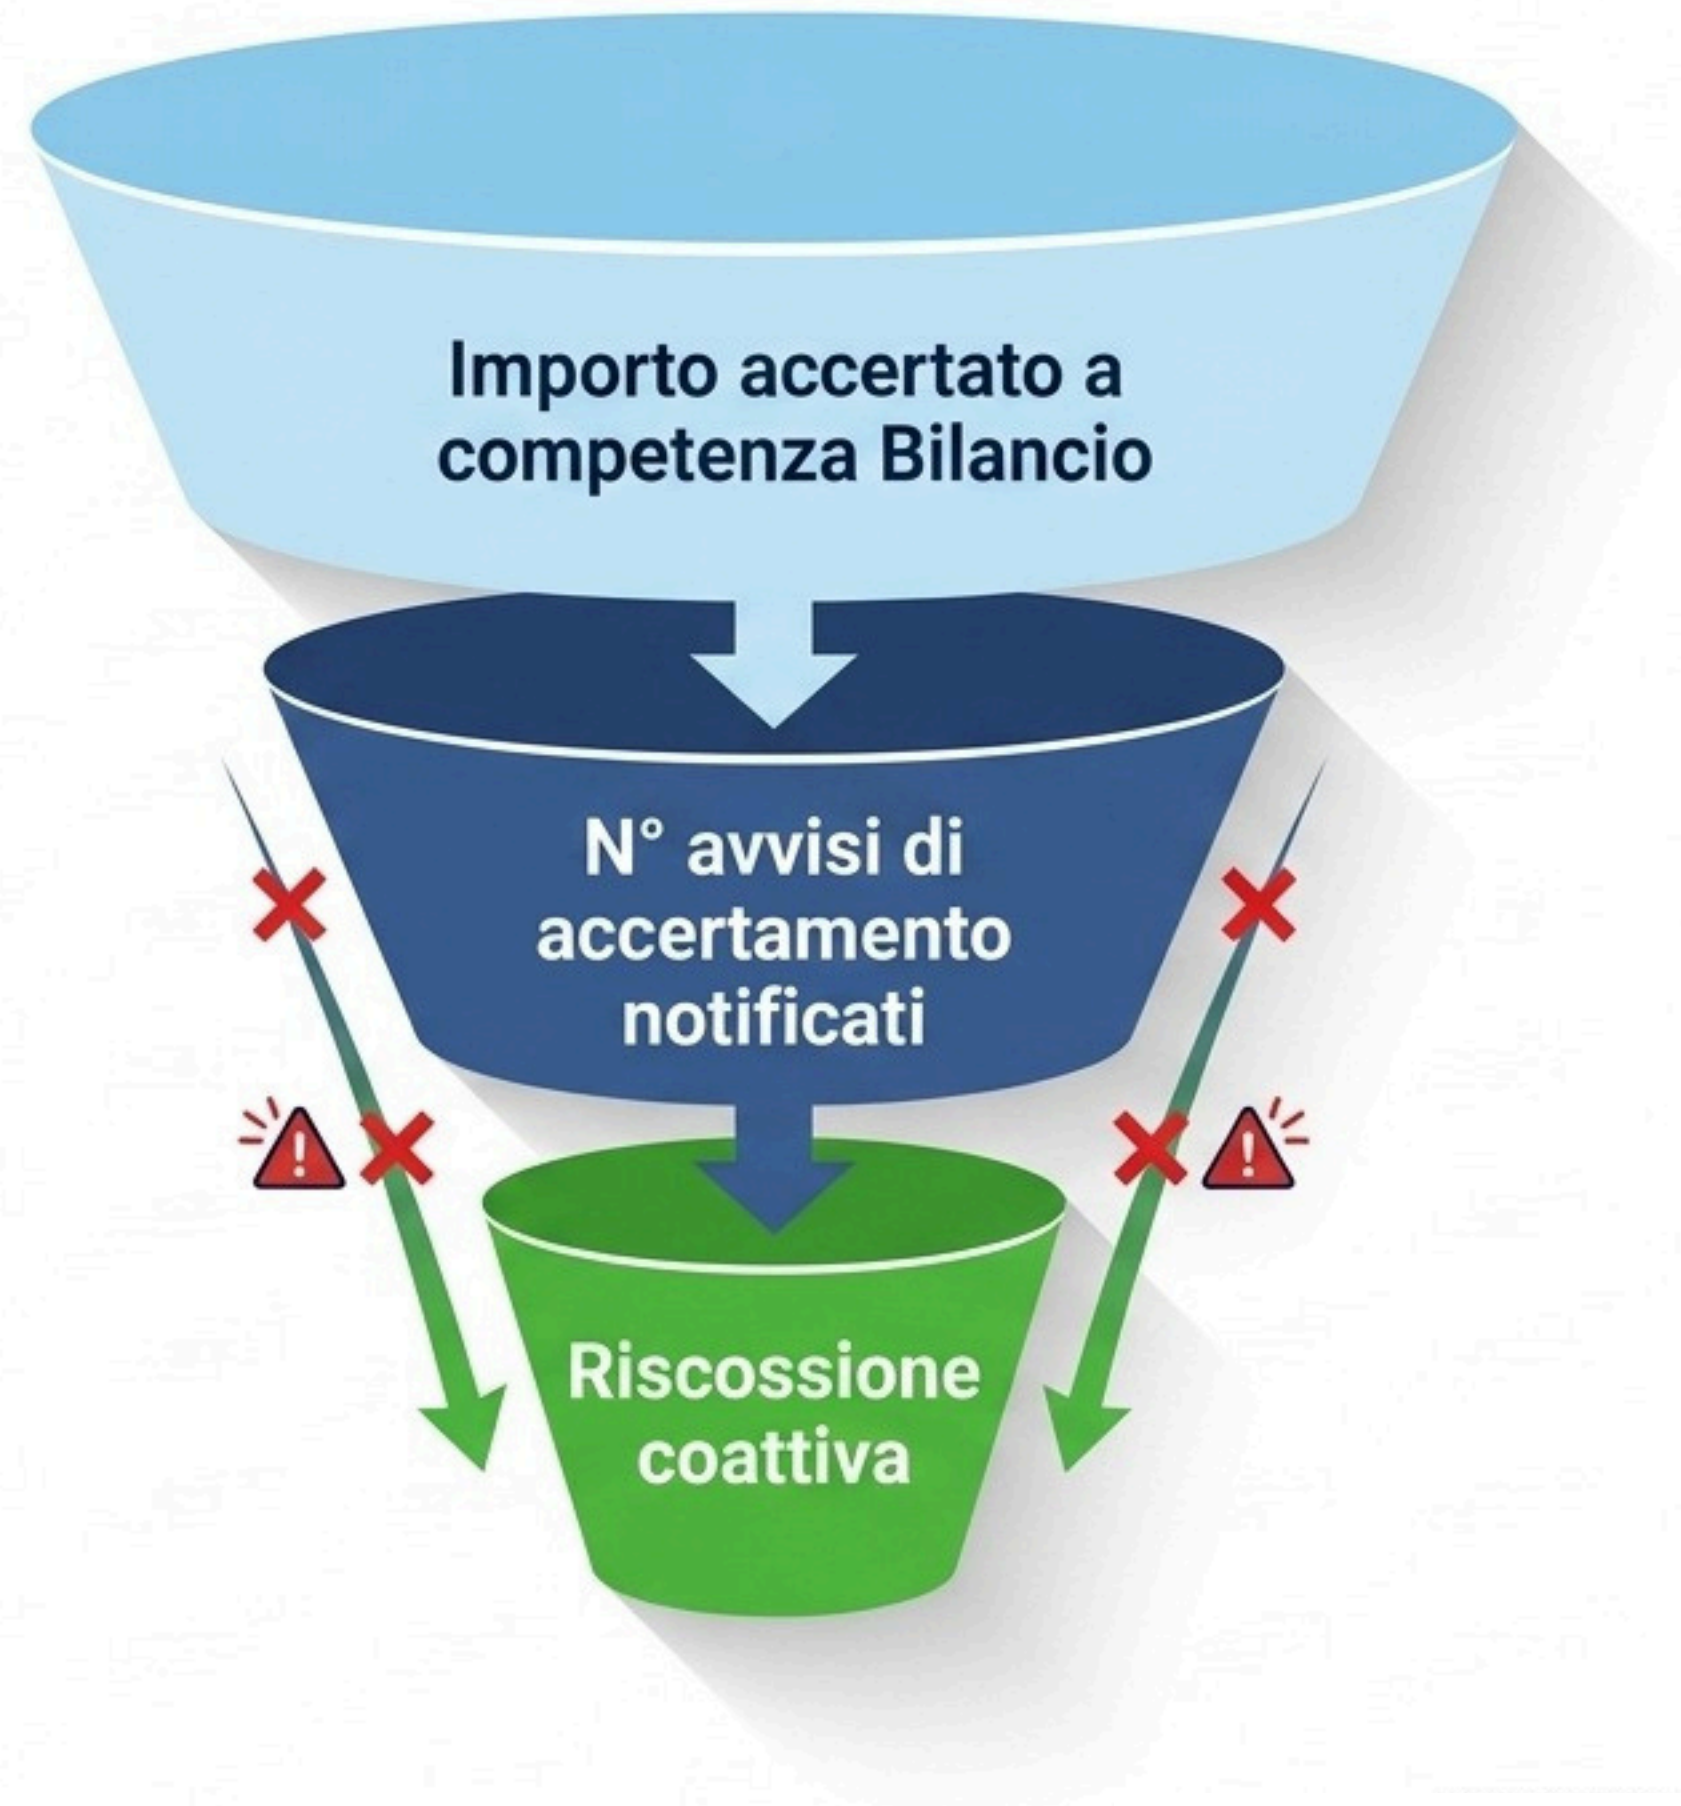 Importo accertato a
competenza Bilancio
N° avvisi di
accertamento
notificati
Riscossione
coattiva